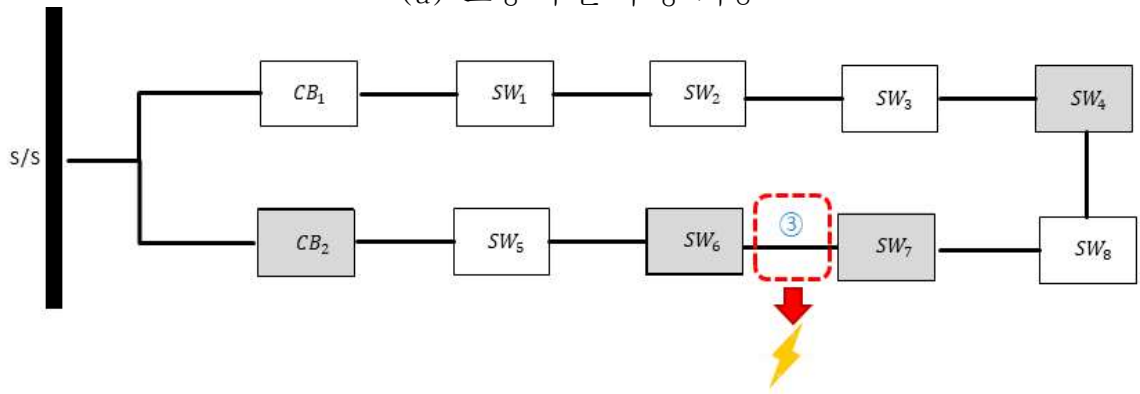 S/S
CB₁ SW₁ SW₂ SW₃ SW₄
CB₂ SW₅ SW₆ ③ SW₇ SW₈